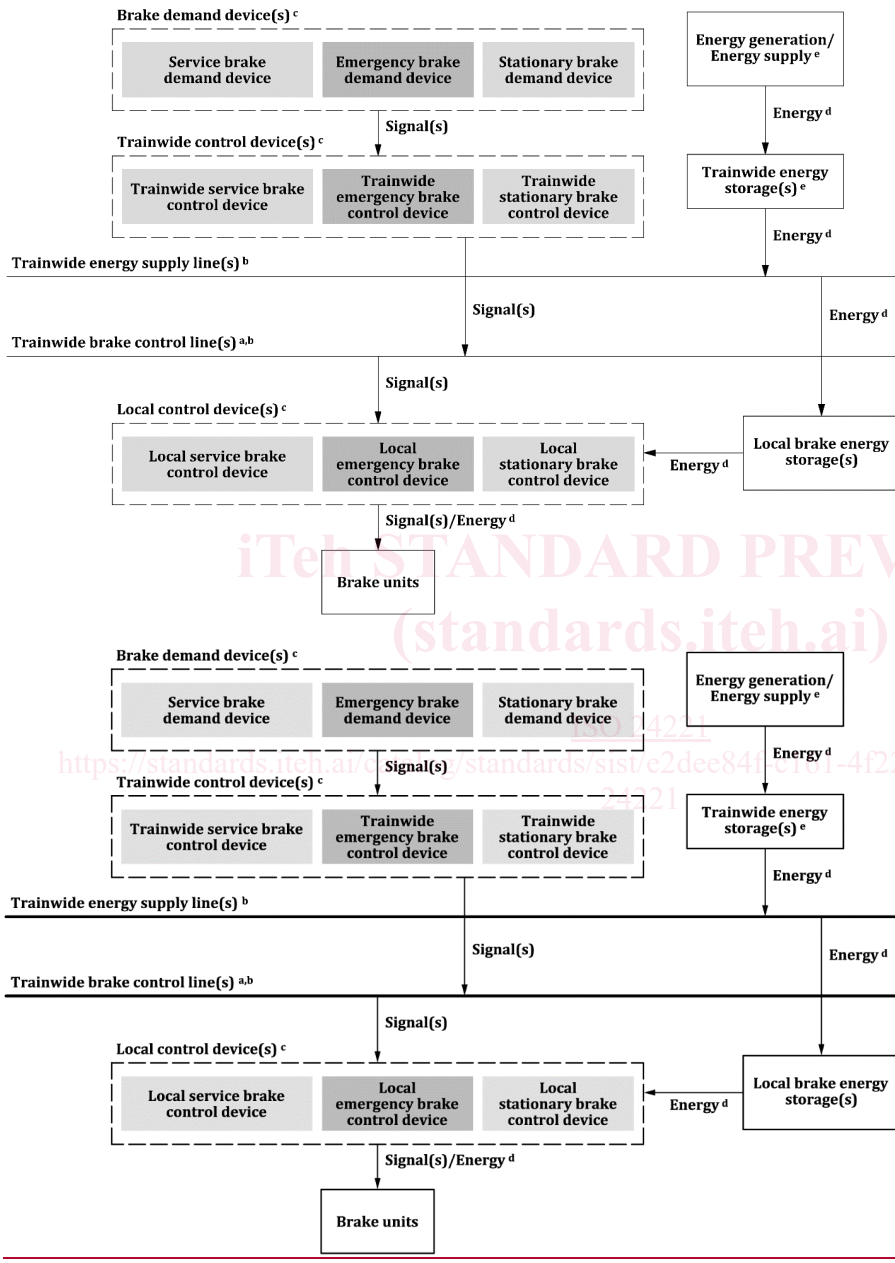 Brake demand device(s) c
Service brake
demand device
Emergency brake
demand device
Stationary brake
demand device
Energy generation/
Energy supply e
Signal(s)
Energy d
Trainwide control device(s) c
Trainwide service brake
control device
Trainwide
emergency brake
control device
Trainwide
stationary brake
control device
Trainwide energy
storage(s) e
Energy d
Trainwide energy supply line(s) b
Signal(s)
Energy d
Trainwide brake control line(s) a,b
Signal(s)
Local control device(s) c
Local service brake
control device
Local
emergency brake
control device
Local
stationary brake
control device
Energy d
Local brake energy
storage(s)
Signal(s)/Energy d
Brake units
iTeh STANDARD PREV
(standards.iteh.ai)
Brake demand device(s) c
Service brake
demand device
Emergency brake
demand device
Stationary brake
demand device
Energy generation/
Energy supply e
ISO 24221
Signal(s)
Energy d
24221
Trainwide control device(s) c
Trainwide service brake
control device
Trainwide
emergency brake
control device
Trainwide
stationary brake
control device
Trainwide energy
storage(s) e
Energy d
Trainwide energy supply line(s) b
Signal(s)
Energy d
Trainwide brake control line(s) a,b
Signal(s)
Local control device(s) c
Local service brake
control device
Local
emergency brake
control device
Local
stationary brake
control device
Energy d
Local brake energy
storage(s)
Signal(s)/Energy d
Brake units